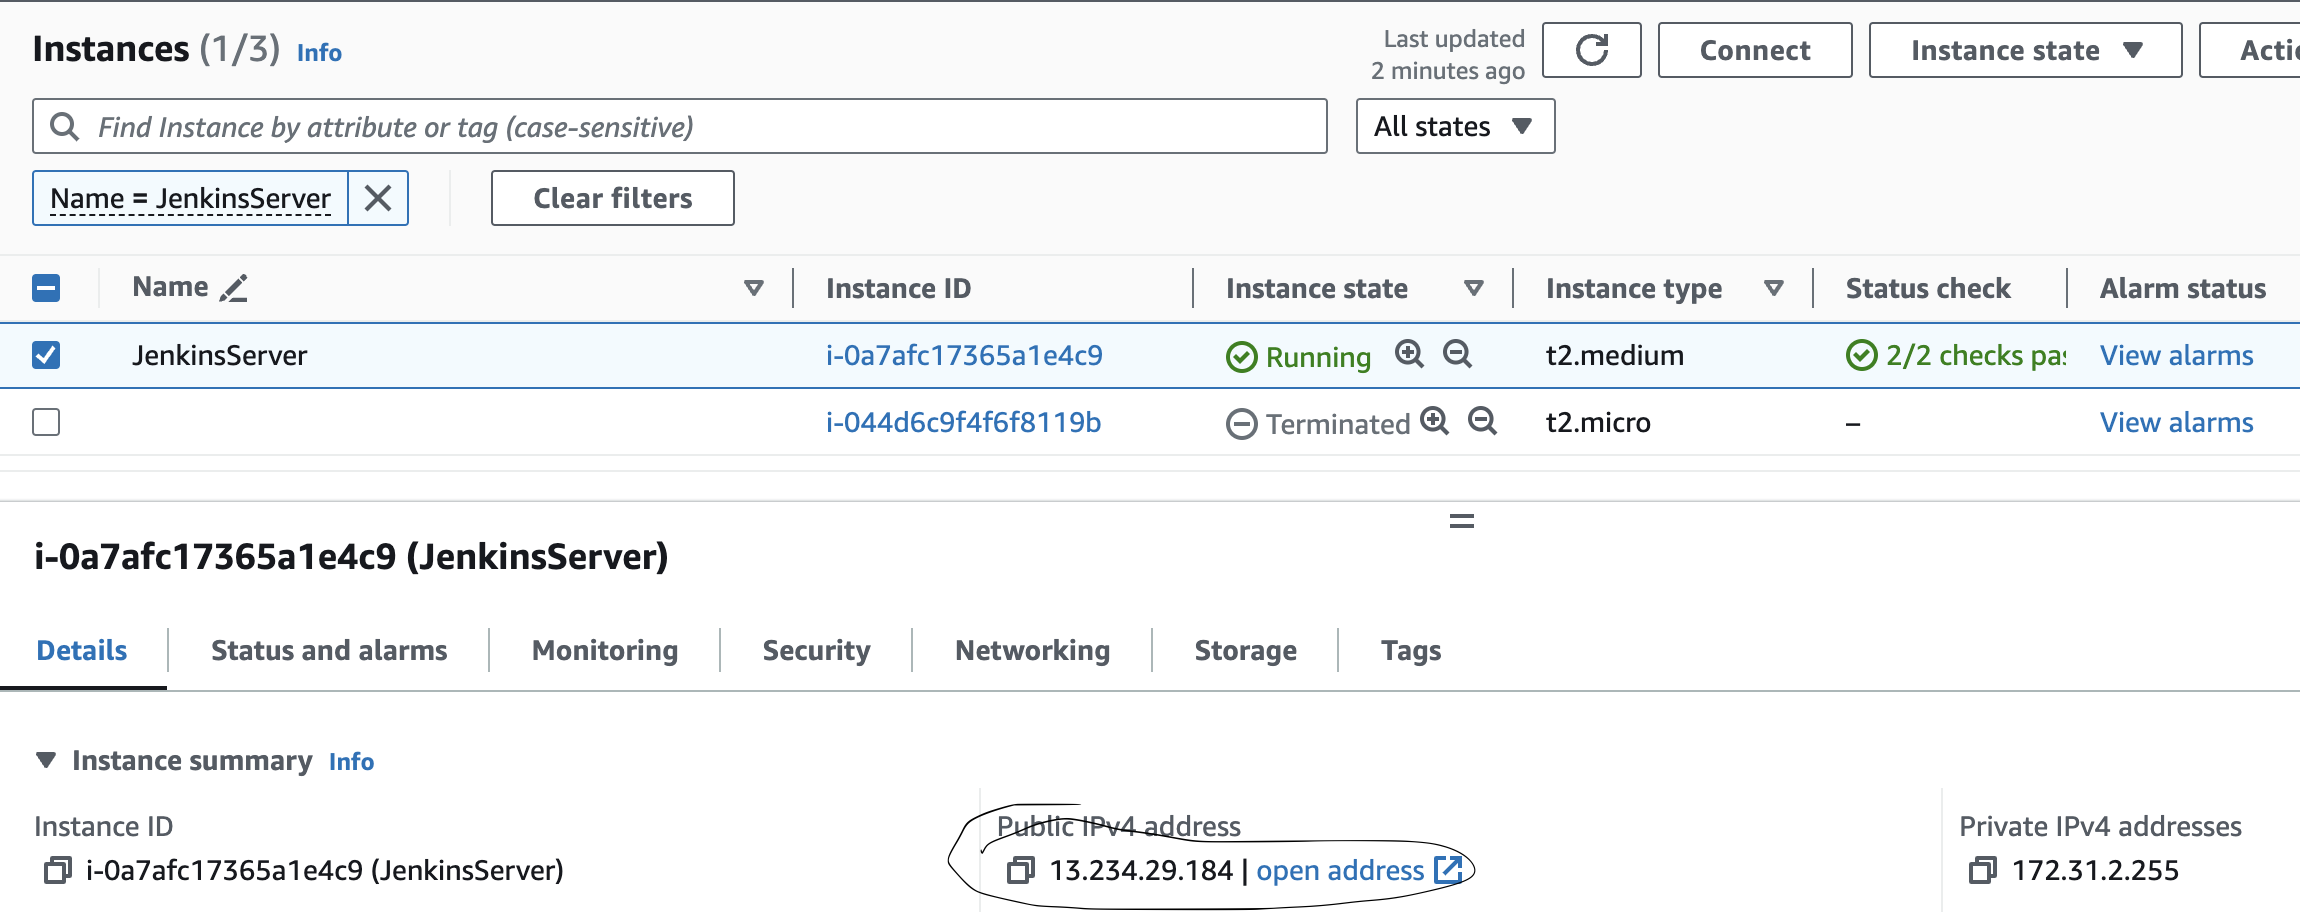 Instances (1/3) Info
Last updated
2 minutes ago
Connect
Instance state
Find Instance by attribute or tag (case-sensitive)
All states
Name = JenkinsServer
Clear filters
Name Instance ID Instance state Instance type Status check Alarm status
JenkinsServer i-0a7afc17365a1e4c9 Running t2.medium 2/2 checks View alarms
i-044d6c9f4f6f8119b Terminated t2.micro – View alarms
i-0a7afc17365a1e4c9 (JenkinsServer)
Details Status and alarms Monitoring Security Networking Storage Tags
Instance summary Info
Instance ID
i-0a7afc17365a1e4c9 (JenkinsServer)
Public IPv4 address
13.234.29.184 | open address
Private IPv4 addresses
172.31.2.255